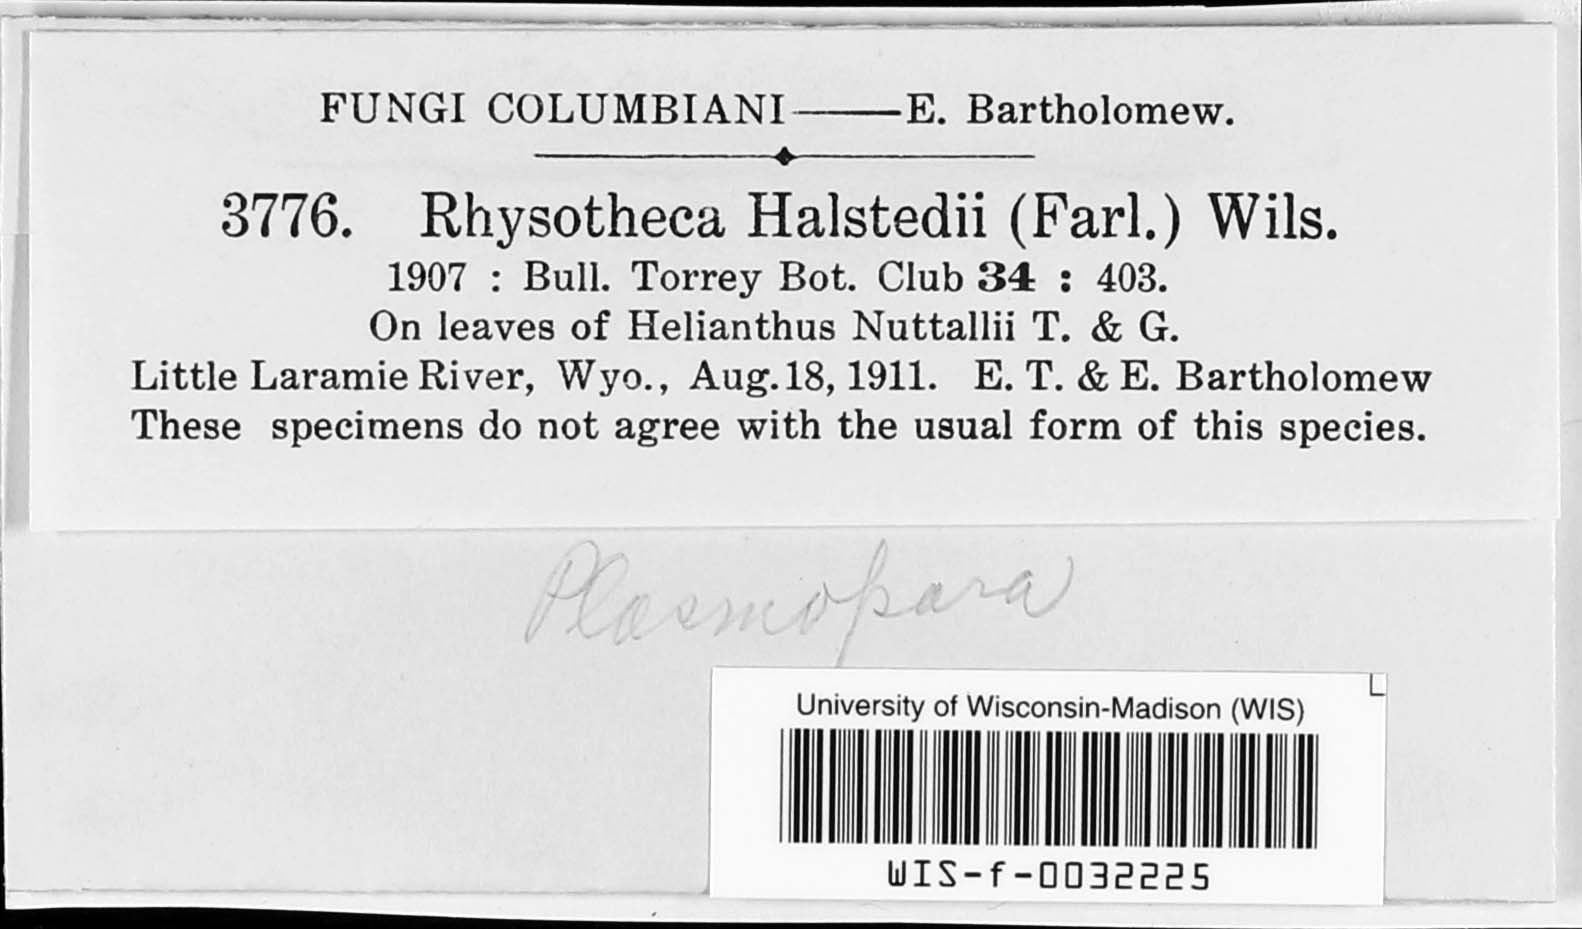 FUNGI COLUMBIANI——E. Bartholomew.
3776. Rhysotheca Halstedii (Farl.) Wils.
1907 : Bull. Torrey Bot. Club 34 : 403.
On leaves of Helianthus Nuttallii T. & G.
Little Laramie River, Wyo., Aug. 18, 1911. E. T. & E. Bartholomew
These specimens do not agree with the usual form of this species.
Plasmopara
University of Wisconsin-Madison (WIS)
WIS-f-0032225